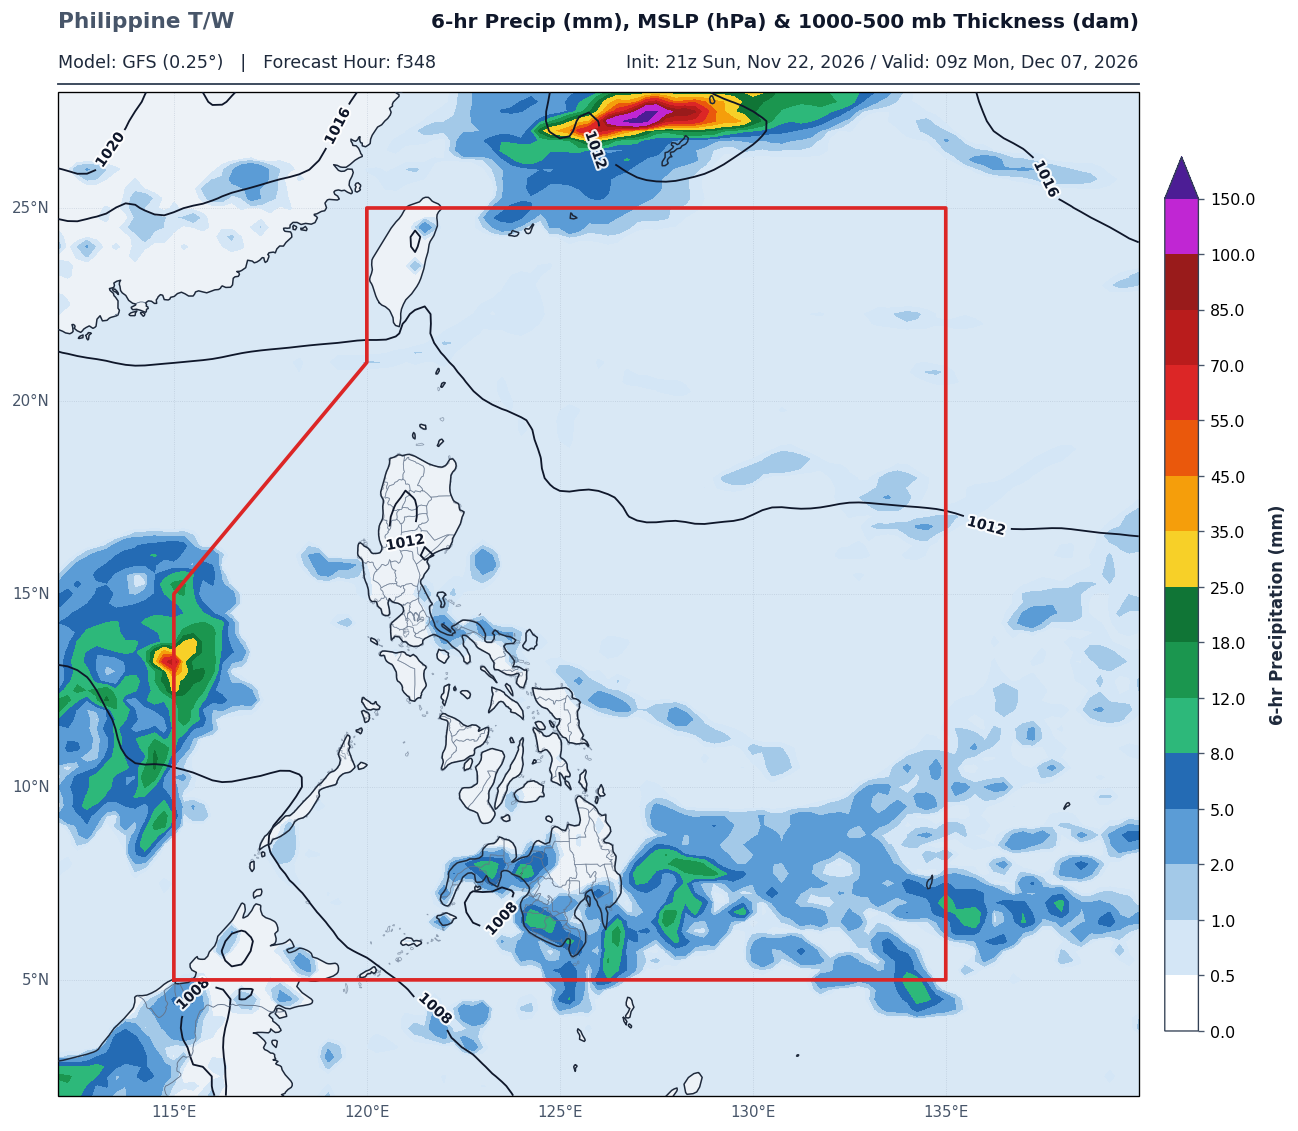 Philippine T/W
6-hr Precip (mm), MSLP (hPa) & 1000-500 mb Thickness (dam)
Model: GFS (0.25°) | Forecast Hour: f348
Init: 21z Sun, Nov 22, 2026 / Valid: 09z Mon, Dec 07, 2026
1020
1016
1012
1016
25°N
20°N
1012
1012
15°N
10°N
1008
5°N
1008
1008
115°E
120°E
125°E
130°E
135°E
150.0
100.0
85.0
70.0
55.0
45.0
35.0
25.0
18.0
12.0
8.0
5.0
2.0
1.0
0.5
0.0
6-hr Precipitation (mm)